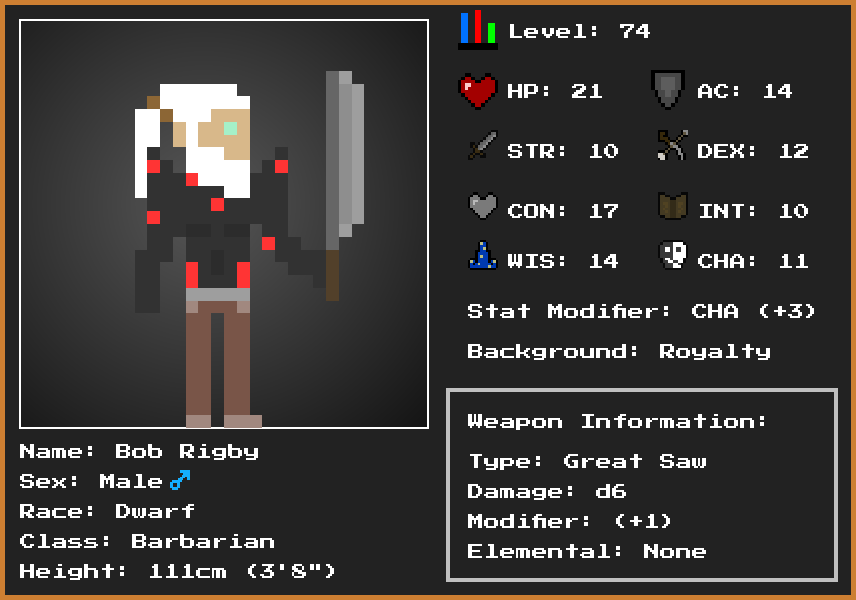 Level: 74
HP: 21
AC: 14
STR: 10
DEX: 12
CON: 17
INT: 10
WIS: 14
CHA: 11
Stat Modifier: CHA (+3)
Background: Royalty
Weapon Information:
Type: Great Saw
Damage: d6
Modifier: (+1)
Elemental: None
Name: Bob Rigby
Sex: Male ♂
Race: Dwarf
Class: Barbarian
Height: 111cm (3'8")